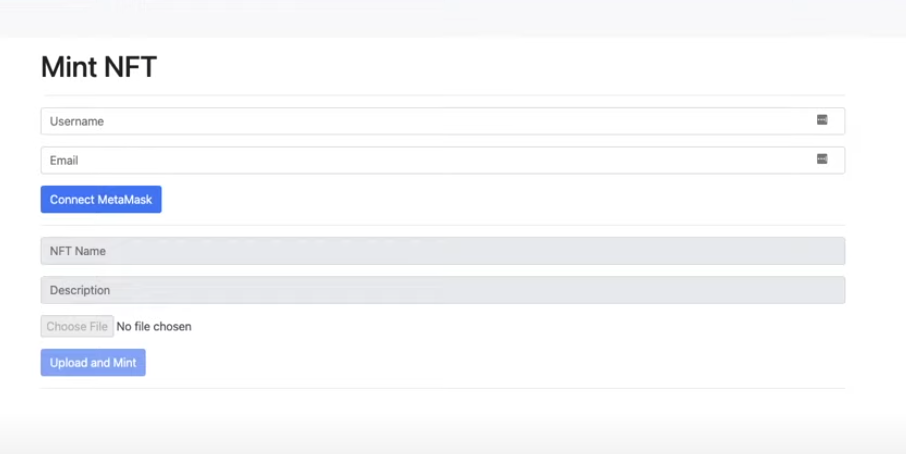 Mint NFT
Username
Email
Connect MetaMask
NFT Name
Description
Choose File No file chosen
Upload and Mint